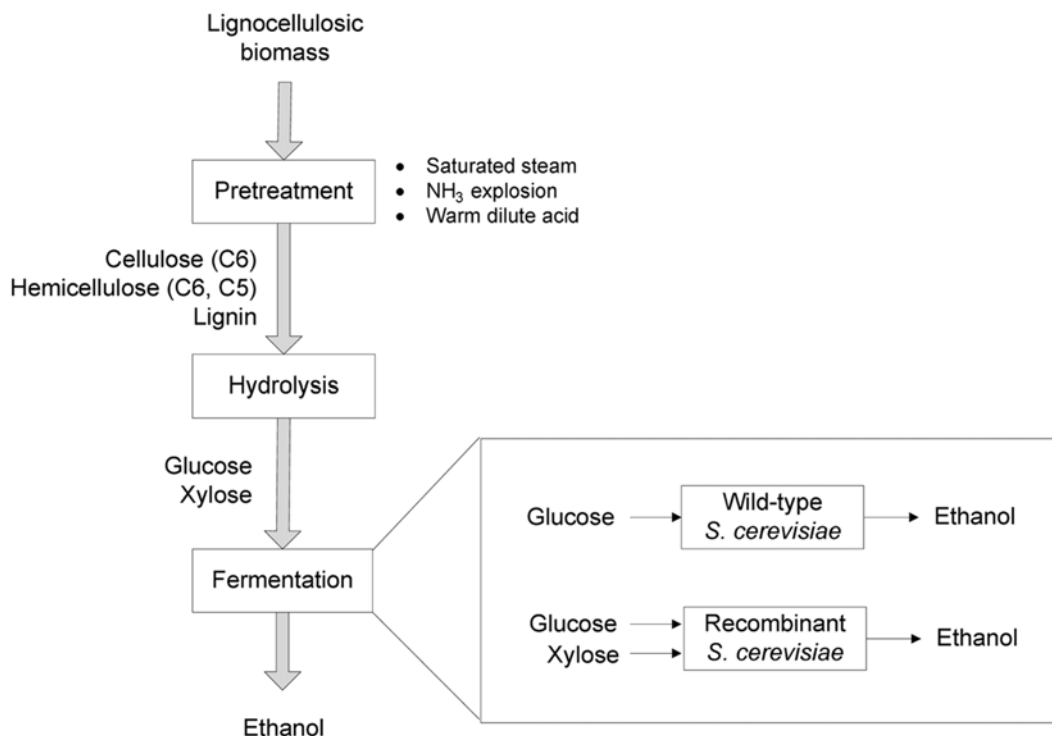 Lignocellulosic
biomass
Pretreatment
• Saturated steam
• NH₃ explosion
• Warm dilute acid
Cellulose (C6)
Hemicellulose (C6, C5)
Lignin
Hydrolysis
Glucose
Xylose
Fermentation
Ethanol
Glucose
Wild-type
S. cerevisiae
Ethanol
Glucose
Xylose
Recombinant
S. cerevisiae
Ethanol